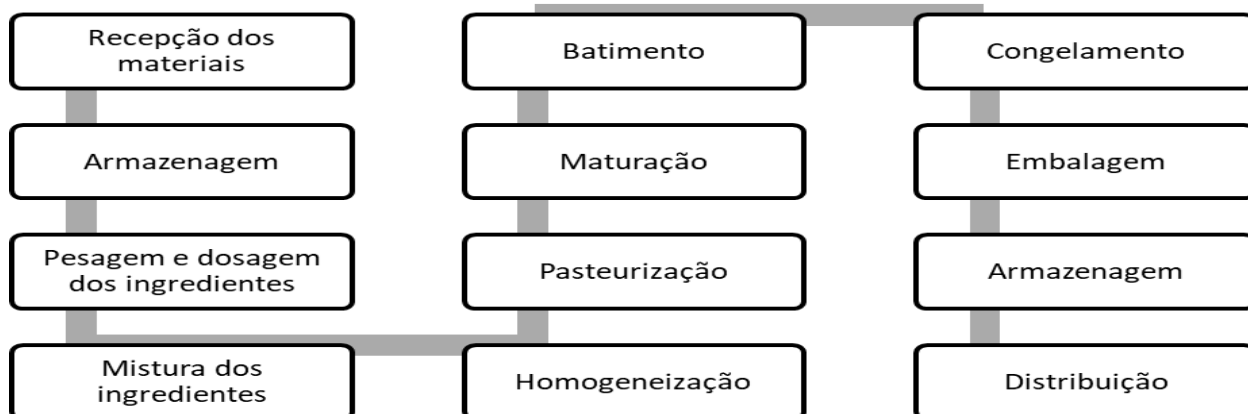 Recepção dos
materiais
Armazenagem
Pesagem e dosagem
dos ingredientes
Mistura dos
ingredientes
Homogeneização
Pasteurização
Maturação
Batimento
Congelamento
Embalagem
Armazenagem
Distribuição